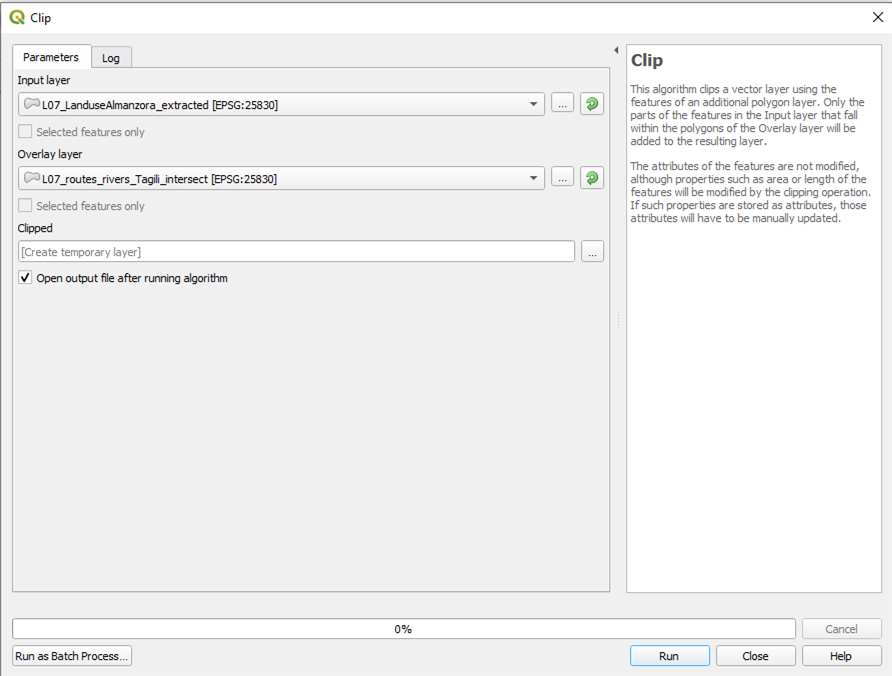 Clip
Parameters
Log
Input layer
L07_LanduseAlmanzora_extracted [EPSG:25830]
...
Selected features only
Overlay layer
L07_routes_rivers_Tagili_intersect [EPSG:25830]
...
Selected features only
Clipped
[Create temporary layer]
...
Open output file after running algorithm
Clip
This algorithm clips a vector layer using the
features of an additional polygon layer. Only the
parts of the features in the Input layer that fall
within the polygons of the Overlay layer will be
added to the resulting layer.
The attributes of the features are not modified,
although properties such as area or length of the
features will be modified by the clipping operation.
If such properties are stored as attributes, those
attributes will have to be manually updated.
0%
Cancel
Run as Batch Process...
Run
Close
Help